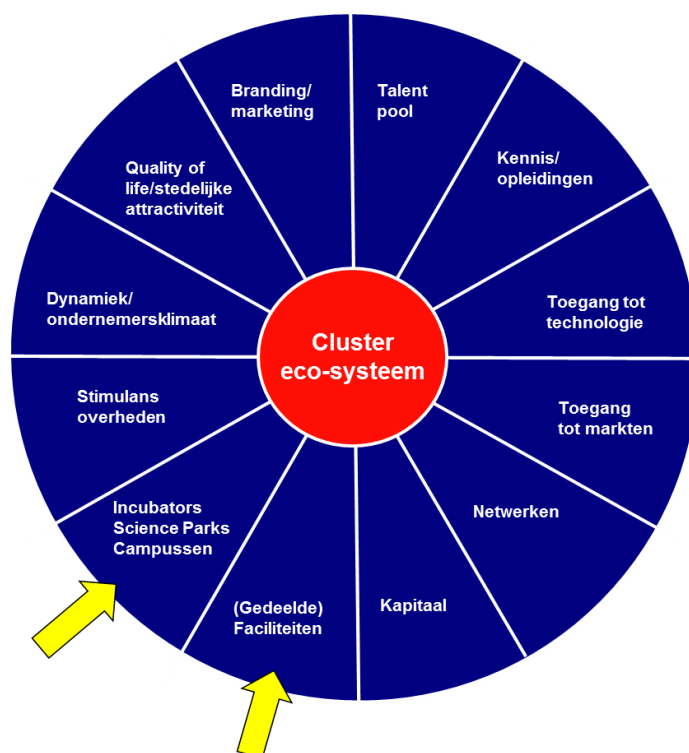 Branding/
marketing
Talent
pool
Kennis/
opleidingen
Quality of
life/stedelijke
attractiviteit
Toegang tot
technologie
Dynamiek/
ondernemersklimaat
Cluster
eco-systeem
Stimulans
overheden
Toegang
tot markten
Incubators
Science Parks
Campussen
Netwerken
(Gedeelde)
Faciliteiten
Kapitaal